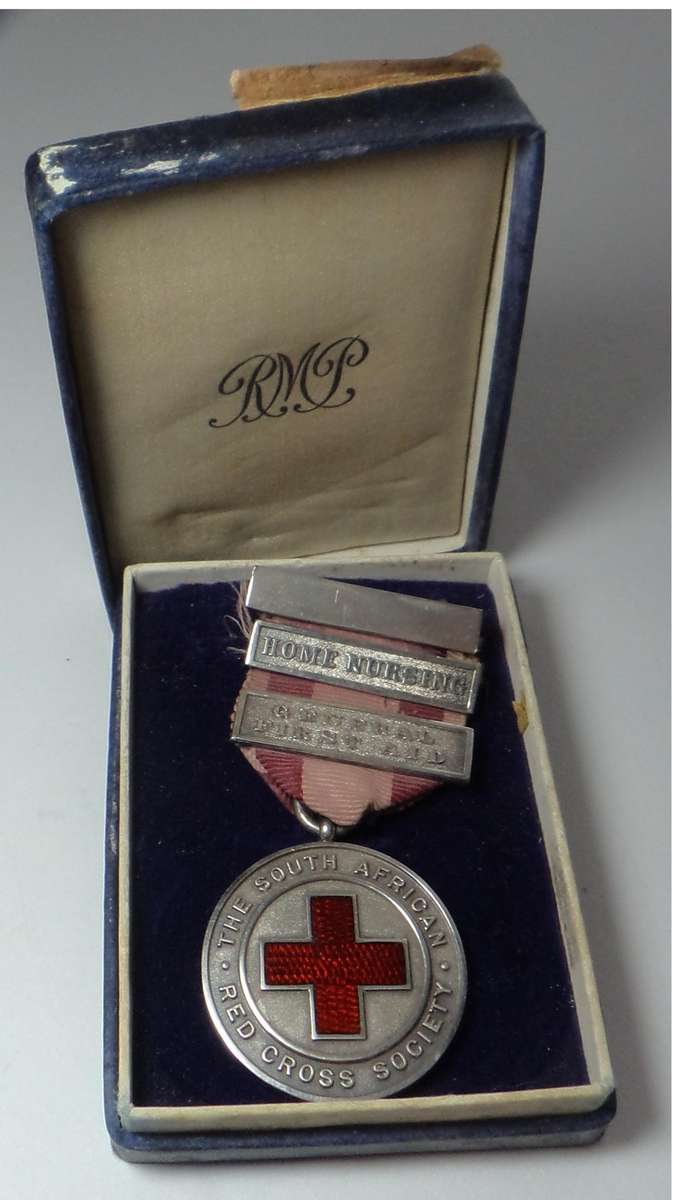 RMP
HOME NURSING
GENERAL
FIRST AID
· THE SOUTH AFRICAN ·
RED CROSS SOCIETY